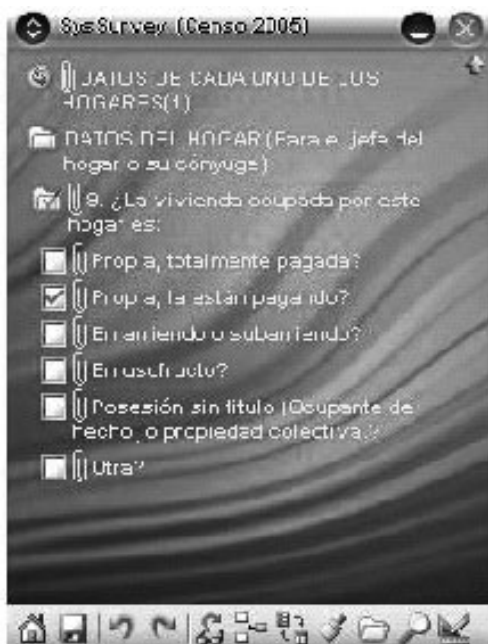 SysSurvey (Censo 2005)
DATOS DE CADA UNO DE LOS
HOGARES(1)
DATOS DEL HOGAR (Para el jefe del
hogar o su cónyuge)
9. ¿La vivienda ocupada por este
hogar es:
Propia, totalmente pagada?
Propia, la están pagando?
En arriendo o subarriendo?
En usufructo?
Posesión sin titulo (Ocupante de
hecho) o propiedad colectiva?
Otra?